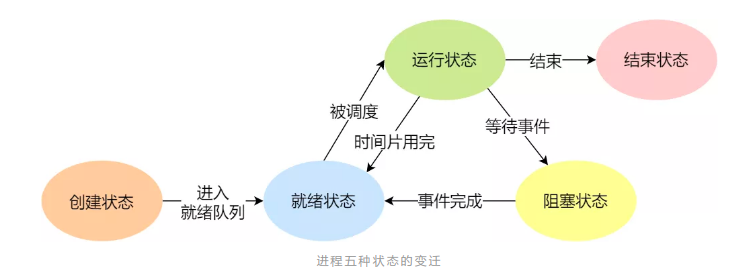 运行状态
结束
结束状态
被调度
时间片用完
等待事件
创建状态
进入
就绪队列
就绪状态
事件完成
阻塞状态
进程五种状态的变迁